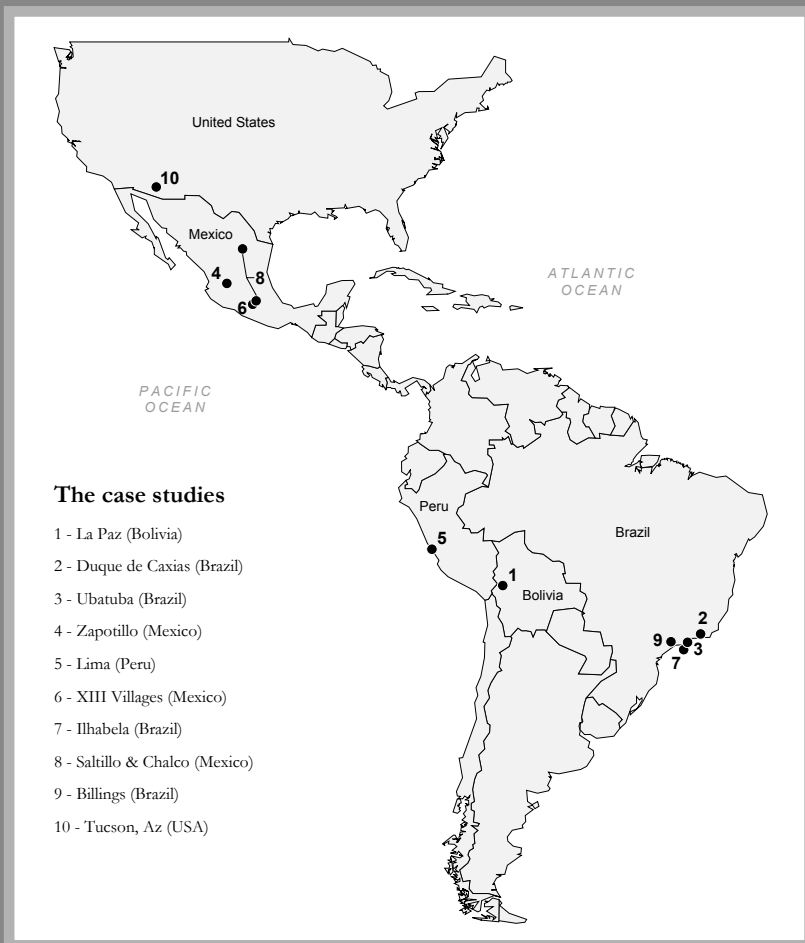 United States
10
Mexico
4
8
6
ATLANTIC
OCEAN
PACIFIC
OCEAN
The case studies
1 - La Paz (Bolivia)
2 - Duque de Caxias (Brazil)
3 - Ubatuba (Brazil)
4 - Zapotillo (Mexico)
5 - Lima (Peru)
6 - XIII Villages (Mexico)
7 - Ilhabela (Brazil)
8 - Saltillo & Chalco (Mexico)
9 - Billings (Brazil)
10 - Tucson, Az (USA)
Peru
5
Brazil
1
Bolivia
2
9
3
7